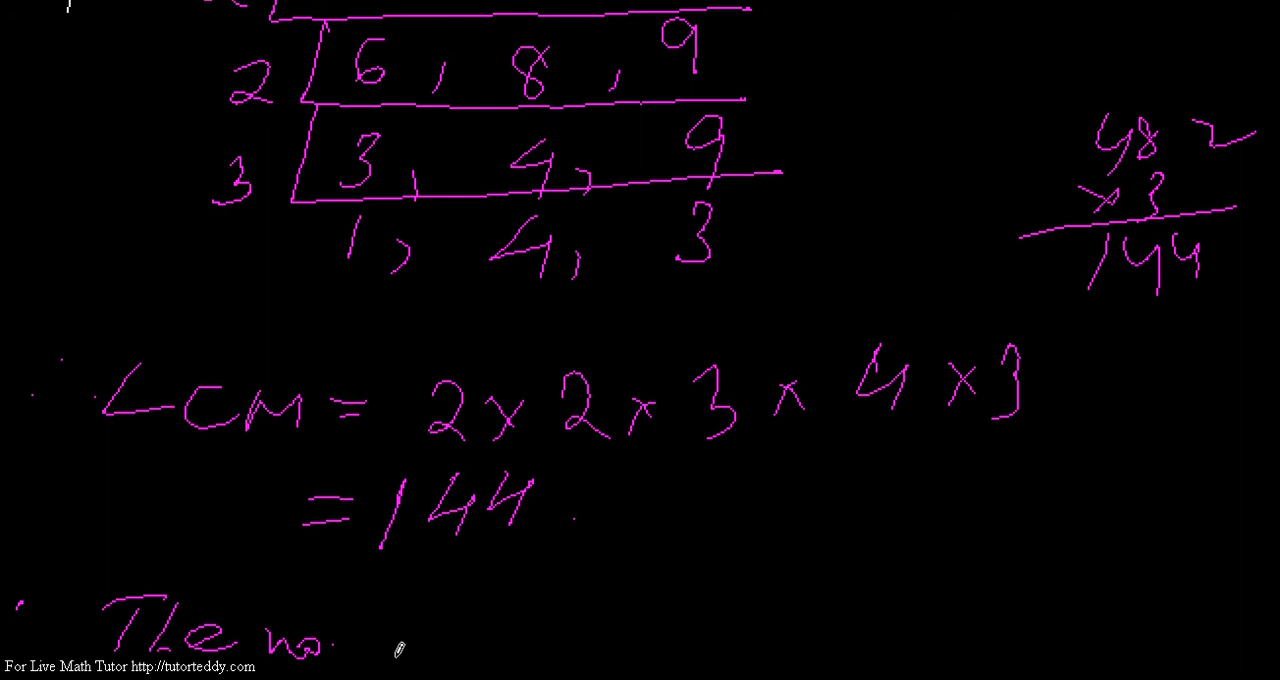 2 6, 8, 9
3 3, 4, 9
1, 4, 3
48 2
× 3
144
LCM = 2 × 2 × 3 × 4 × 3
= 144.
The no.
For Live Math Tutor http://tutorteddy.com